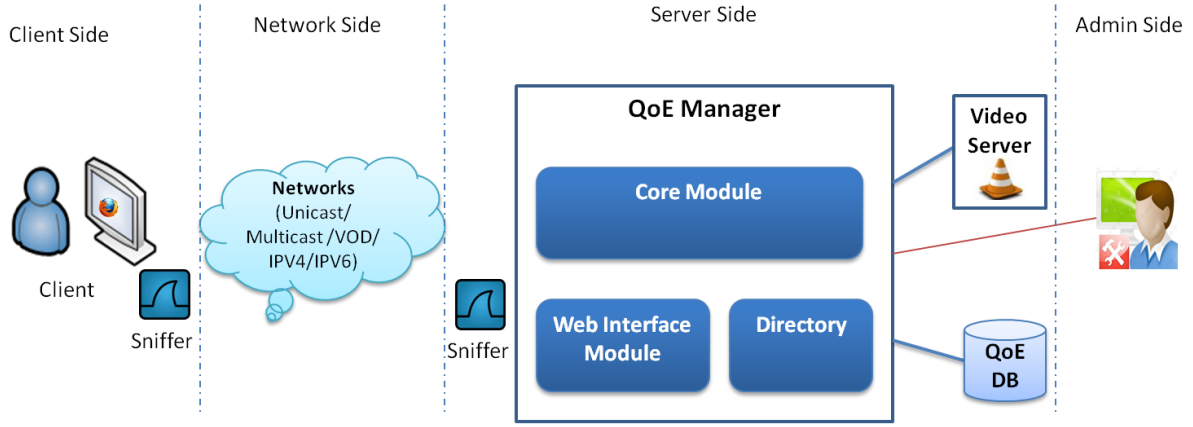 Client Side
Network Side
Server Side
Admin Side
Client
Sniffer
Networks
(Unicast/
Multicast /VOD/
IPV4/IPV6)
Sniffer
QoE Manager
Core Module
Web Interface
Module
Directory
Video
Server
QoE
DB